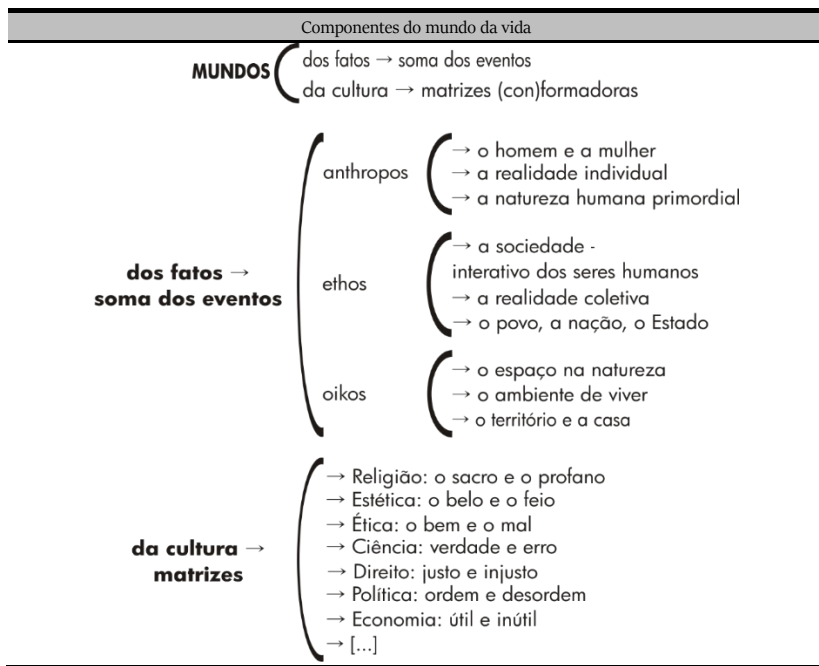 Componentes do mundo da vida
MUNDOS
dos fatos → soma dos eventos
da cultura → matrizes (con)formadoras
dos fatos →
soma dos eventos
anthropos
→ o homem e a mulher
→ a realidade individual
→ a natureza humana primordial
ethos
→ a sociedade -
interativo dos seres humanos
→ a realidade coletiva
→ o povo, a nação, o Estado
oikos
→ o espaço na natureza
→ o ambiente de viver
→ o território e a casa
da cultura →
matrizes
→ Religião: o sacro e o profano
→ Estética: o belo e o feio
→ Ética: o bem e o mal
→ Ciência: verdade e erro
→ Direito: justo e injusto
→ Política: ordem e desordem
→ Economia: útil e inútil
→ [...]